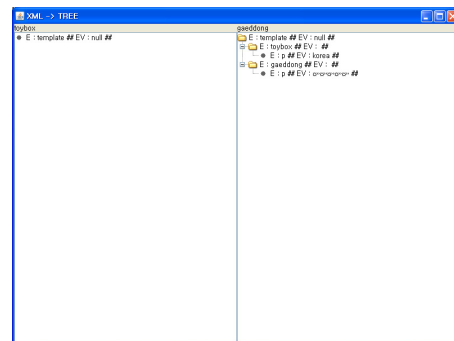 XML -> TREE
toybox
E : template ## EV : null ##
gaeddong
E : template ## EV : null ##
E : toybox ## EV : ##
E : p ## EV : korea ##
E : gaeddong ## EV : ##
E : p ## EV : ##